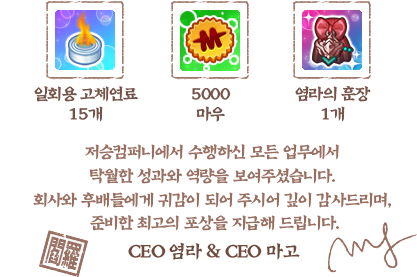 일회용 고체연료
15개
5000
마우
염라의 훈장
1개
저승컴퍼니에서 수행하신 모든 업무에서
탁월한 성과와 역량을 보여주셨습니다.
회사와 후배들에게 귀감이 되어 주시어 깊이 감사드리며,
준비한 최고의 포상을 지급해 드립니다.
CEO 염라 & CEO 마고
閻羅